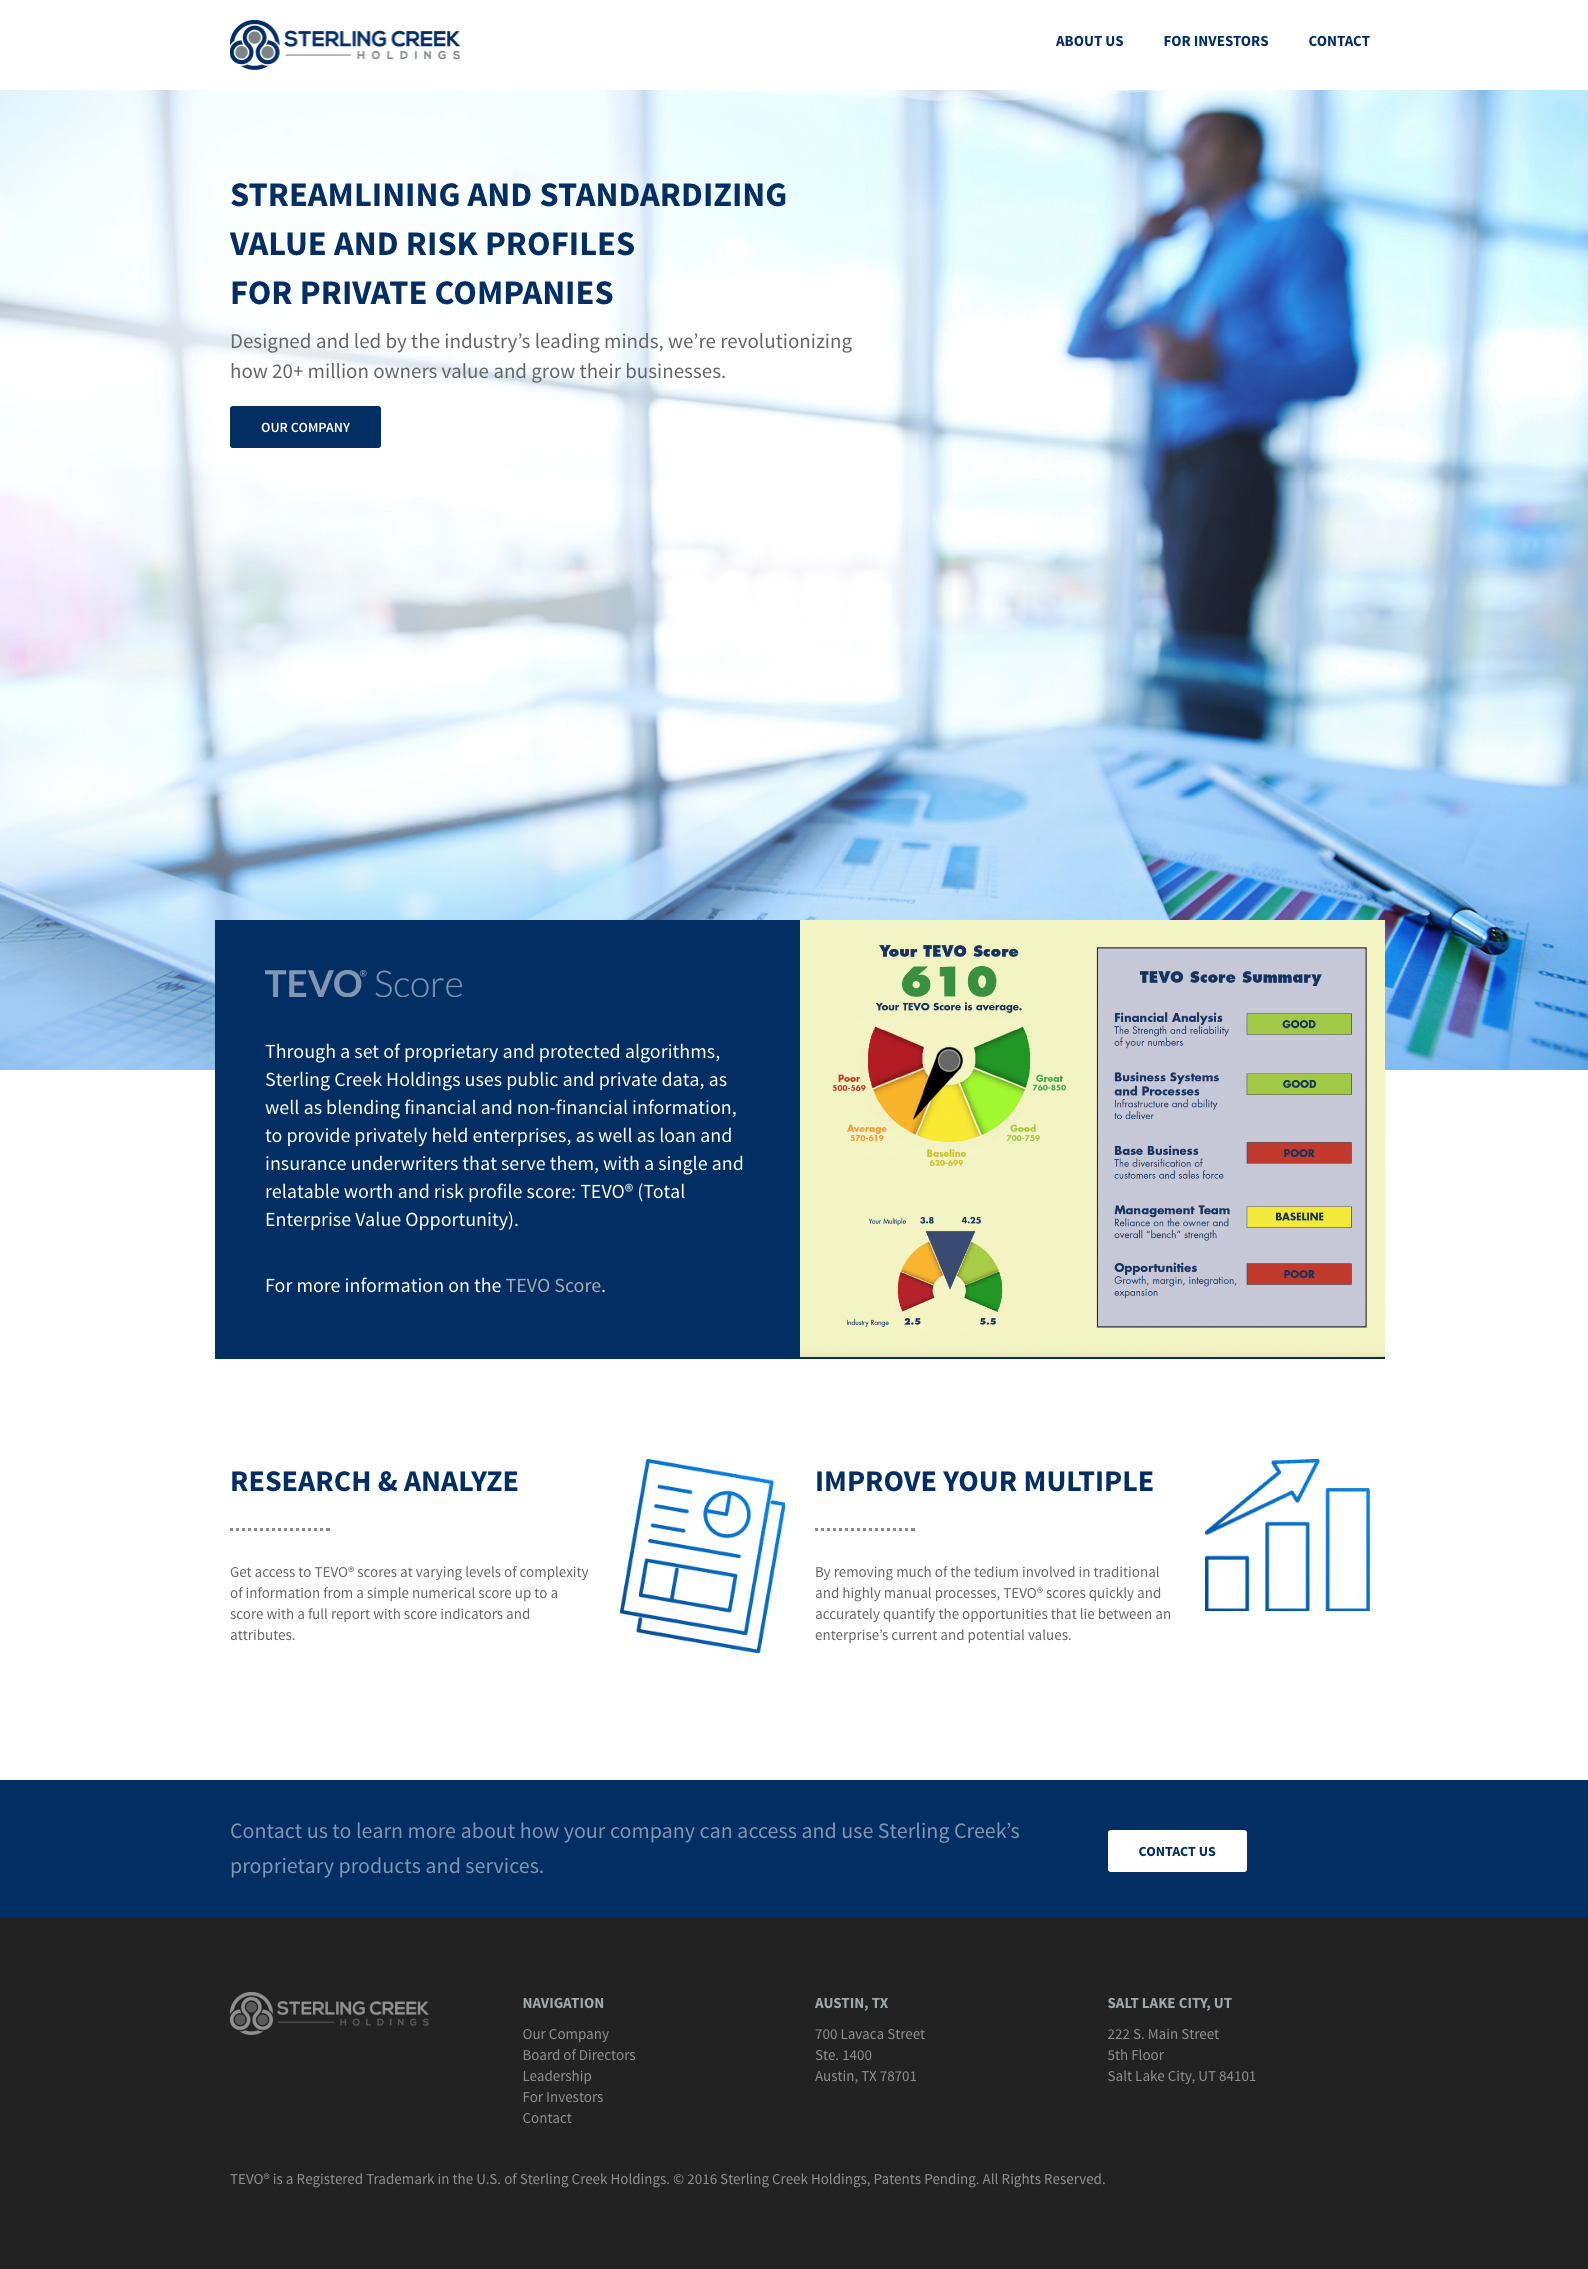 STERLING CREEK
HOLDINGS
ABOUT US
FOR INVESTORS
CONTACT
STREAMLINING AND STANDARDIZING
VALUE AND RISK PROFILES
FOR PRIVATE COMPANIES
Designed and led by the industry’s leading minds, we’re revolutionizing
how 20+ million owners value and grow their businesses.
OUR COMPANY
TEVO® Score
Through a set of proprietary and protected algorithms,
Sterling Creek Holdings uses public and private data, as
well as blending financial and non-financial information,
to provide privately held enterprises, as well as loan and
insurance underwriters that serve them, with a single and
relatable worth and risk profile score: TEVO® (Total
Enterprise Value Opportunity).
For more information on the TEVO Score.
Your TEVO Score
610
Your TEVO Score is average.
Poor
500-569
Great
760-850
Average
570-619
Good
700-759
Baseline
620-699
Your Multiple 3.8 4.25
Industry Range 2.5 5.5
TEVO Score Summary
Financial Analysis
The Strength and reliability
of your numbers
GOOD
Business Systems
and Processes
Infrastructure and ability
to deliver
GOOD
Base Business
The diversification of
customers and sales force
POOR
Management Team
Reliance on the owner and
overall “bench” strength
BASELINE
Opportunities
Growth, margin, integration,
expansion
POOR
RESEARCH & ANALYZE
Get access to TEVO® scores at varying levels of complexity
of information from a simple numerical score up to a
score with a full report with score indicators and
attributes.
IMPROVE YOUR MULTIPLE
By removing much of the tedium involved in traditional
and highly manual processes, TEVO® scores quickly and
accurately quantify the opportunities that lie between an
enterprise’s current and potential values.
Contact us to learn more about how your company can access and use Sterling Creek’s
proprietary products and services.
CONTACT US
STERLING CREEK
HOLDINGS
NAVIGATION
Our Company
Board of Directors
Leadership
For Investors
Contact
AUSTIN, TX
700 Lavaca Street
Ste. 1400
Austin, TX 78701
SALT LAKE CITY, UT
222 S. Main Street
5th Floor
Salt Lake City, UT 84101
TEVO® is a Registered Trademark in the U.S. of Sterling Creek Holdings. © 2016 Sterling Creek Holdings, Patents Pending. All Rights Reserved.